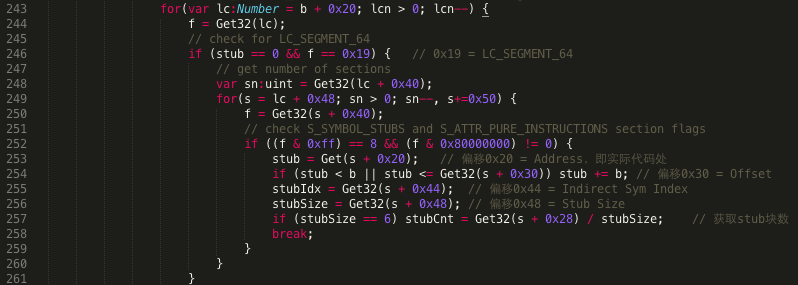 243 for(var lc:Number = b + 0x20; lcn > 0; lcn--) {
244 f = Get32(lc);
245 // check for LC_SEGMENT_64
246 if (stub == 0 && f == 0x19) { // 0x19 = LC_SEGMENT_64
247 // get number of sections
248 var sn:uint = Get32(lc + 0x40);
249 for(s = lc + 0x48; sn > 0; sn--, s+=0x50) {
250 f = Get32(s + 0x40);
251 // check S_SYMBOL_STUBS and S_ATTR_PURE_INSTRUCTIONS section flags
252 if ((f & 0xff) == 8 && (f & 0x80000000) != 0) {
253 stub = Get(s + 0x20); // 偏移0x20 = Address. 即实际代码处
254 if (stub < b || stub <= Get32(s + 0x30)) stub += b; // 偏移0x30 = Offset
255 stubIdx = Get32(s + 0x44); // 偏移0x44 = Indirect Sym Index
256 stubSize = Get32(s + 0x48); // 偏移0x48 = Stub Size
257 if (stubSize == 6) stubCnt = Get32(s + 0x28) / stubSize; // 获取stub块数
258 break;
259 }
260 }
261 }